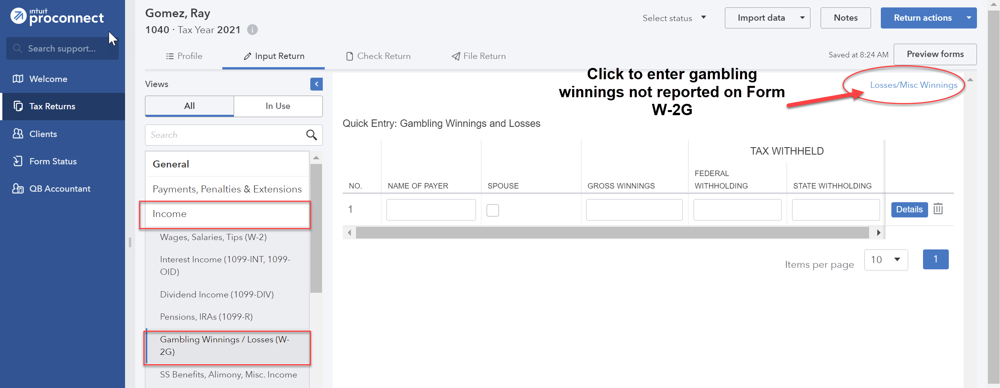 intuit
proconnect
Search support...
Welcome
Tax Returns
Clients
Form Status
QB Accountant
Gomez, Ray
1040 · Tax Year 2021
i
Select status
Import data
Notes
Return actions
Profile
Input Return
Check Return
File Return
Saved at 8:24 AM
Preview forms
Views
All
In Use
Search
General
Payments, Penalties & Extensions
Income
Wages, Salaries, Tips (W-2)
Interest Income (1099-INT, 1099-
OID)
Dividend Income (1099-DIV)
Pensions, IRAs (1099-R)
Gambling Winnings / Losses (W-
2G)
SS Benefits, Alimony, Misc. Income
Click to enter gambling
winnings not reported on Form
W-2G
Losses/Misc Winnings
Quick Entry: Gambling Winnings and Losses
TAX WITHHELD
NO.
NAME OF PAYER
SPOUSE
GROSS WINNINGS
FEDERAL
WITHHOLDING
STATE WITHHOLDING
1
Details
Items per page
10
1